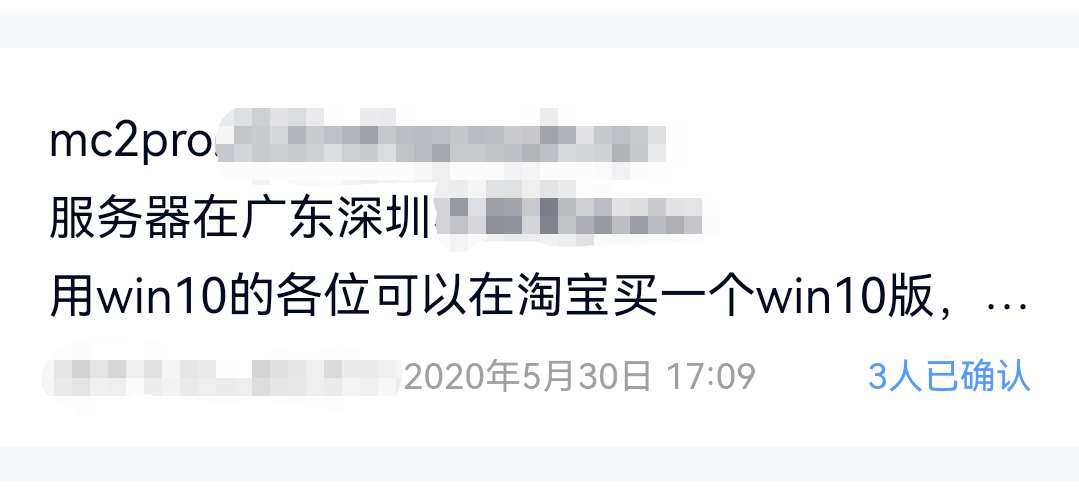 mc2pro
服务器在广东深圳
用win10的各位可以在淘宝买一个win10版，…
2020年5月30日 17:09
3人已确认